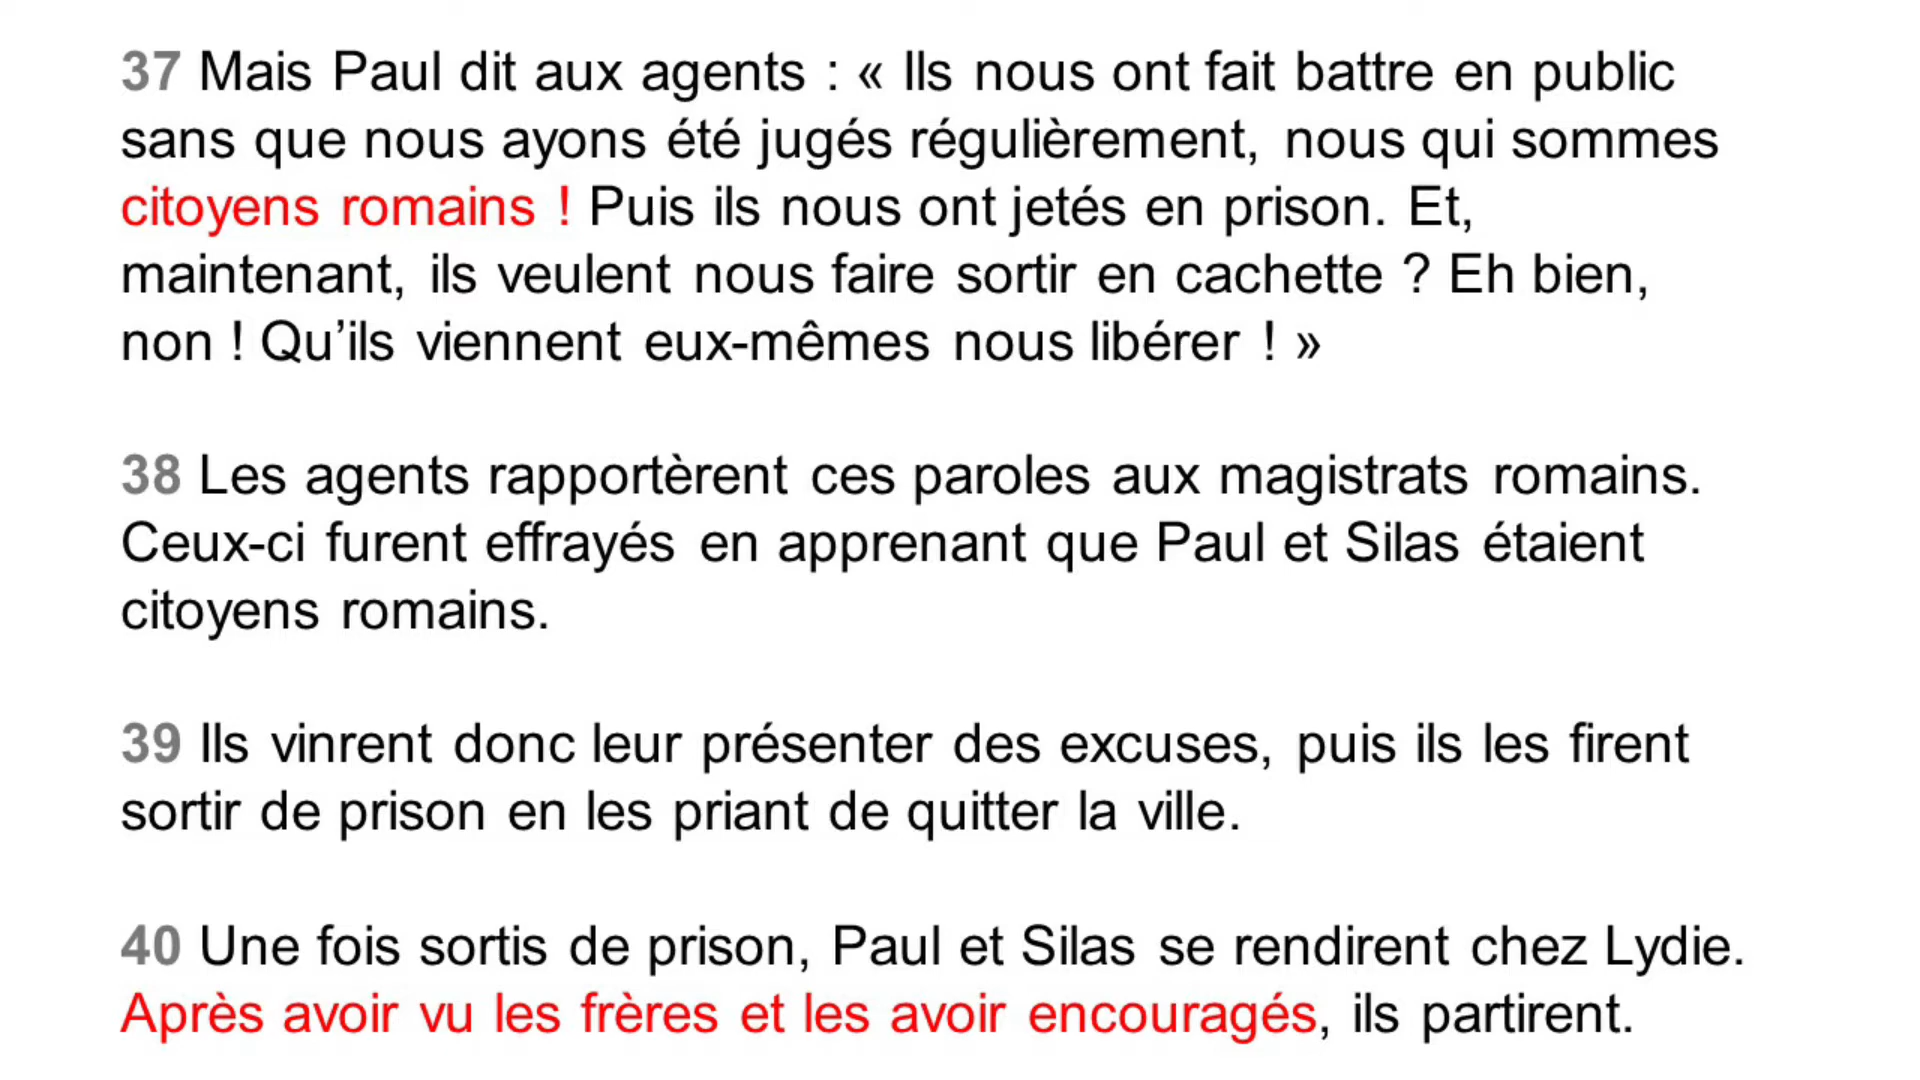 37 Mais Paul dit aux agents : « Ils nous ont fait battre en public
sans que nous ayons été jugés régulièrement, nous qui sommes
citoyens romains ! Puis ils nous ont jetés en prison. Et,
maintenant, ils veulent nous faire sortir en cachette ? Eh bien,
non ! Qu’ils viennent eux-mêmes nous libérer ! »
38 Les agents rapportèrent ces paroles aux magistrats romains.
Ceux-ci furent effrayés en apprenant que Paul et Silas étaient
citoyens romains.
39 Ils vinrent donc leur présenter des excuses, puis ils les firent
sortir de prison en les priant de quitter la ville.
40 Une fois sortis de prison, Paul et Silas se rendirent chez Lydie.
Après avoir vu les frères et les avoir encouragés, ils partirent.